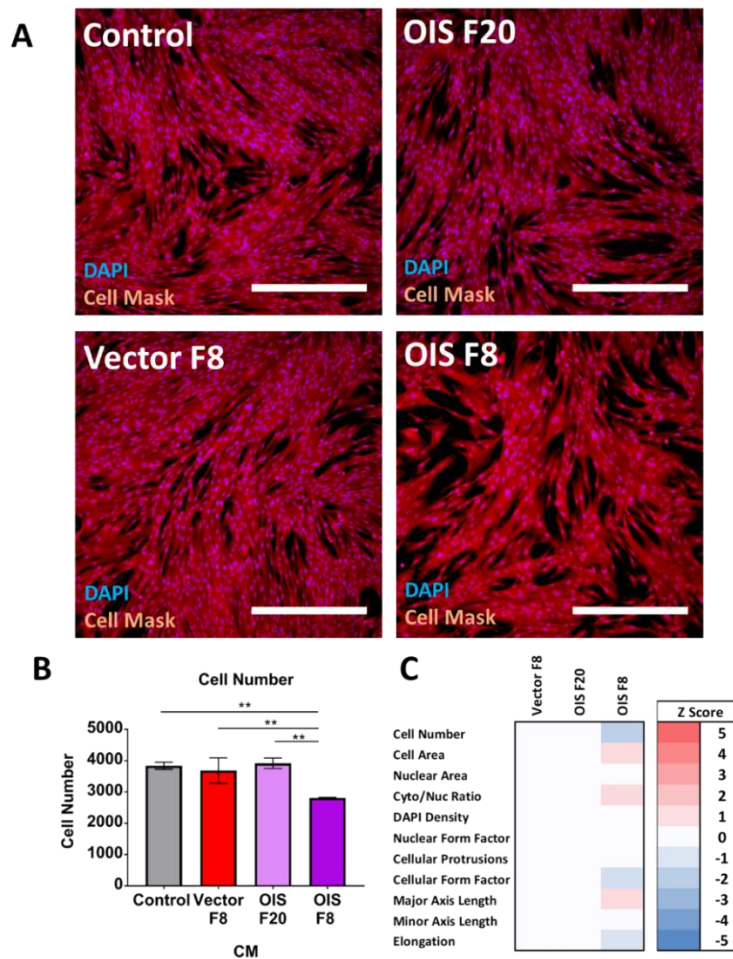 A
Control
DAPI
Cell Mask
OIS F20
DAPI
Cell Mask
Vector F8
DAPI
Cell Mask
OIS F8
DAPI
Cell Mask
B
Cell Number
**
**
**
5000
4000
3000
2000
1000
0
Cell Number
Control
Vector F8
OIS F20
OIS F8
CM
C
Vector F8
OIS F20
OIS F8
Cell Number
Cell Area
Nuclear Area
Cyto/Nuc Ratio
DAPI Density
Nuclear Form Factor
Cellular Protrusions
Cellular Form Factor
Major Axis Length
Minor Axis Length
Elongation
Z Score
5
4
3
2
1
0
-1
-2
-3
-4
-5